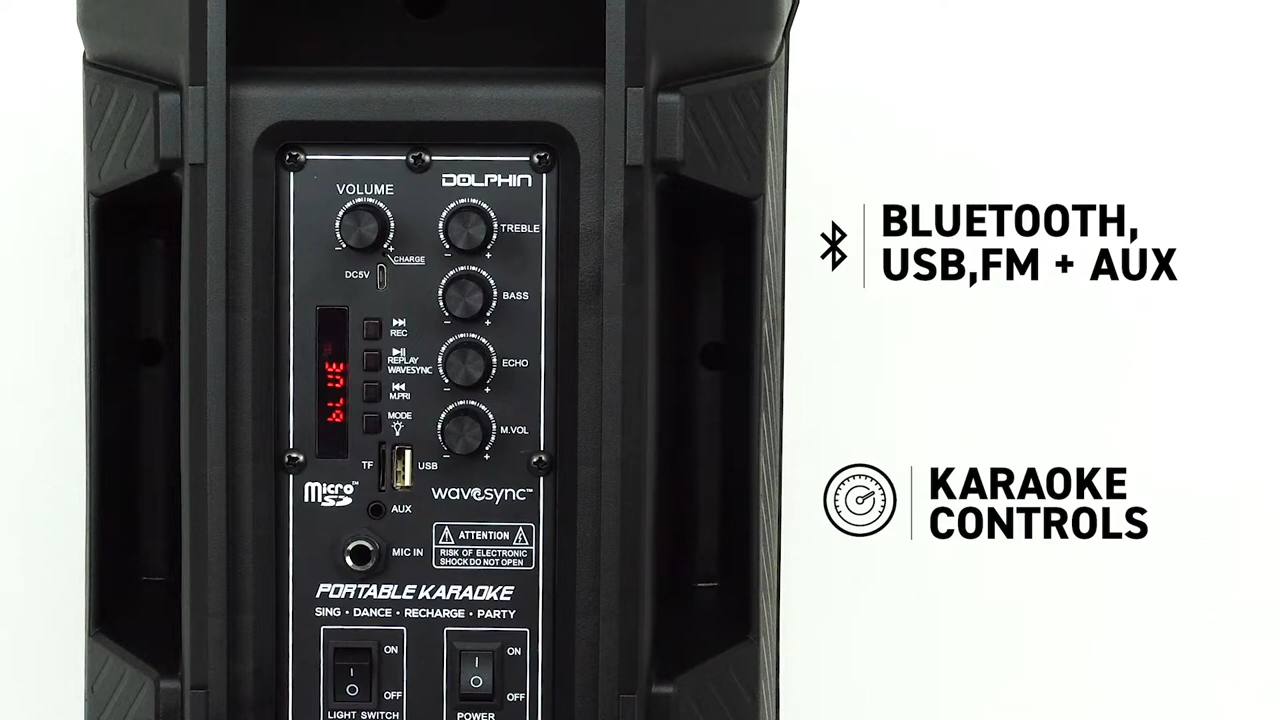 VOLUME
DOLPHIN
TREBLE
CHARGE
DC5V
BASS
REC
REPLAY
WAVESYNC
ECHO
M.PRI
MODE
M.VOL
TF
USB
Micro SD™
wavesync™
AUX
MIC IN
ATTENTION
RISK OF ELECTRONIC
SHOCK DO NOT OPEN
PORTABLE KARAOKE
SING • DANCE • RECHARGE • PARTY
ON
OFF
LIGHT SWITCH
ON
OFF
POWER
BLUETOOTH,
USB,FM + AUX
KARAOKE
CONTROLS